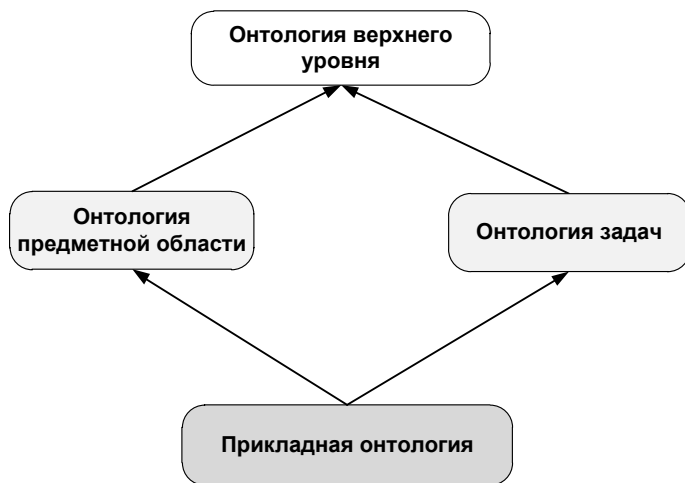 Онтология верхнего
уровня
Онтология
предметной области
Онтология задач
Прикладная онтология